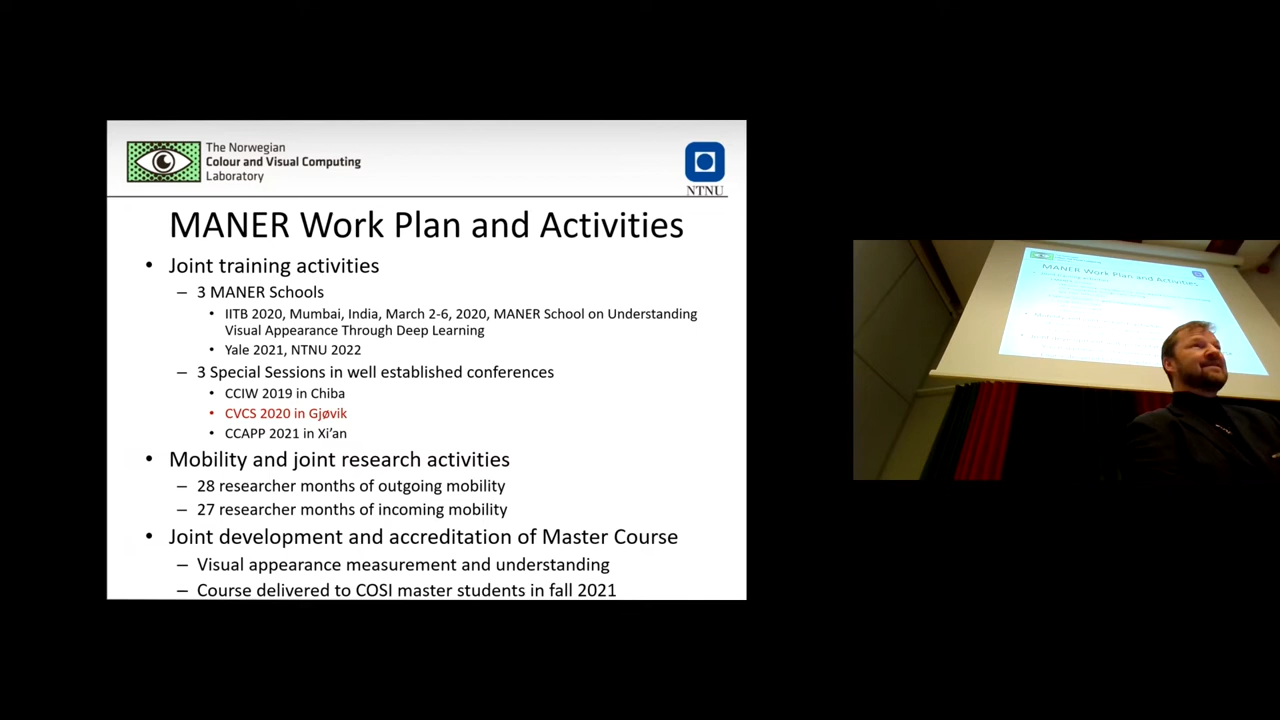 The Norwegian
Colour and Visual Computing
Laboratory
NTNU
MANER Work Plan and Activities
• Joint training activities
– 3 MANER Schools
• IITB 2020, Mumbai, India, March 2-6, 2020, MANER School on Understanding
Visual Appearance Through Deep Learning
• Yale 2021, NTNU 2022
– 3 Special Sessions in well established conferences
• CCIW 2019 in Chiba
• CVCS 2020 in Gjøvik
• CCAPP 2021 in Xi’an
• Mobility and joint research activities
– 28 researcher months of outgoing mobility
– 27 researcher months of incoming mobility
• Joint development and accreditation of Master Course
– Visual appearance measurement and understanding
– Course delivered to COSI master students in fall 2021
MANER Work Plan and Activities